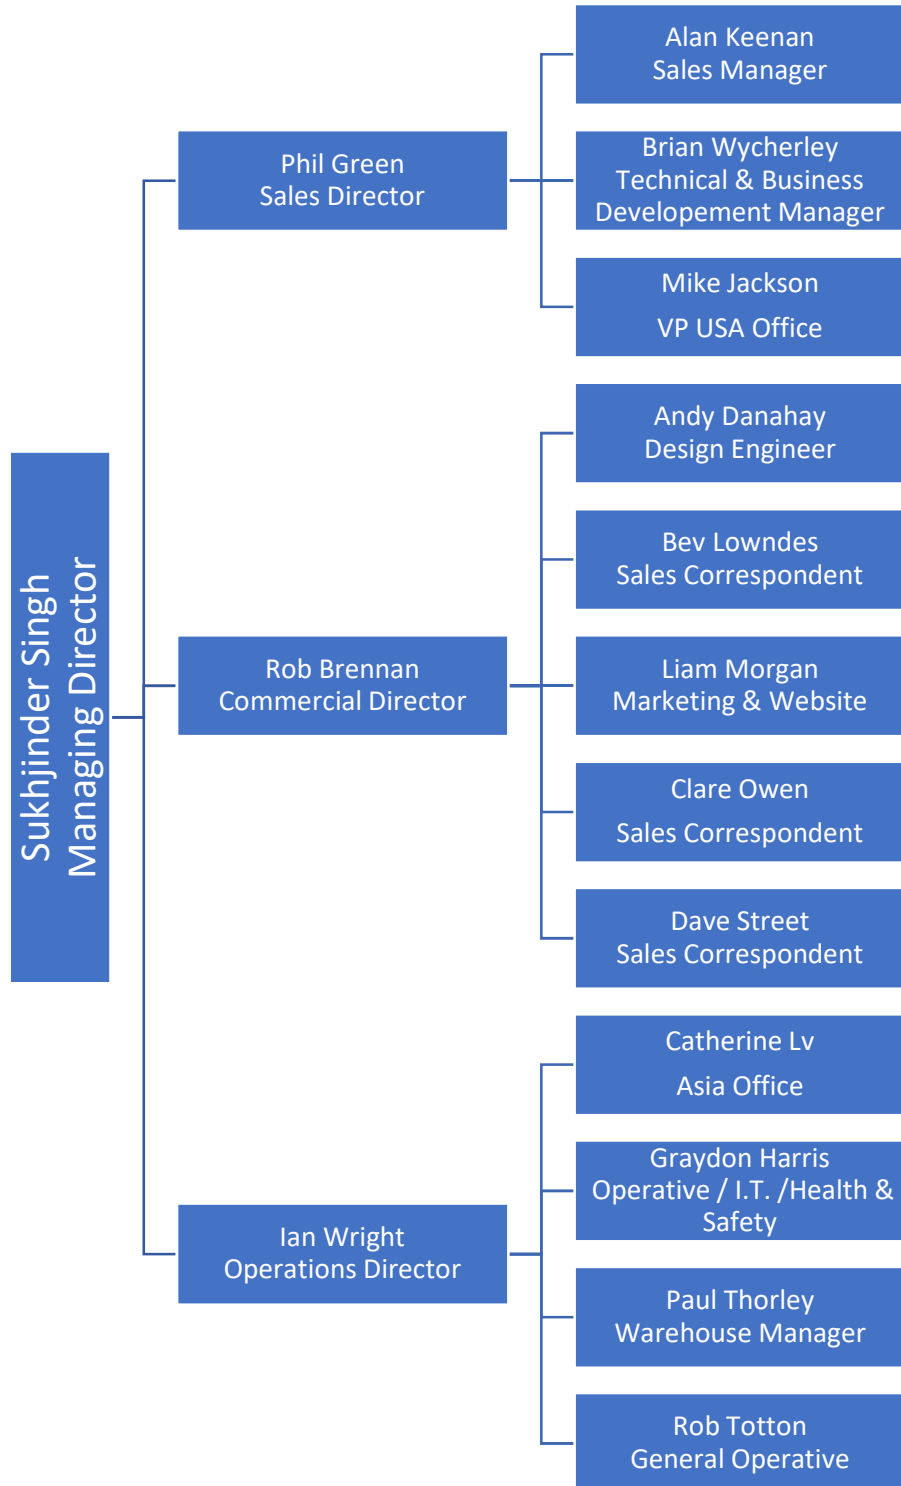 Sukhjinder Singh
Managing Director
Phil Green
Sales Director
Alan Keenan
Sales Manager
Brian Wycherley
Technical & Business
Developement Manager
Mike Jackson
VP USA Office
Rob Brennan
Commercial Director
Andy Danahay
Design Engineer
Bev Lowndes
Sales Correspondent
Liam Morgan
Marketing & Website
Clare Owen
Sales Correspondent
Dave Street
Sales Correspondent
Ian Wright
Operations Director
Catherine Lv
Asia Office
Graydon Harris
Operative / I.T. /Health &
Safety
Paul Thorley
Warehouse Manager
Rob Totton
General Operative